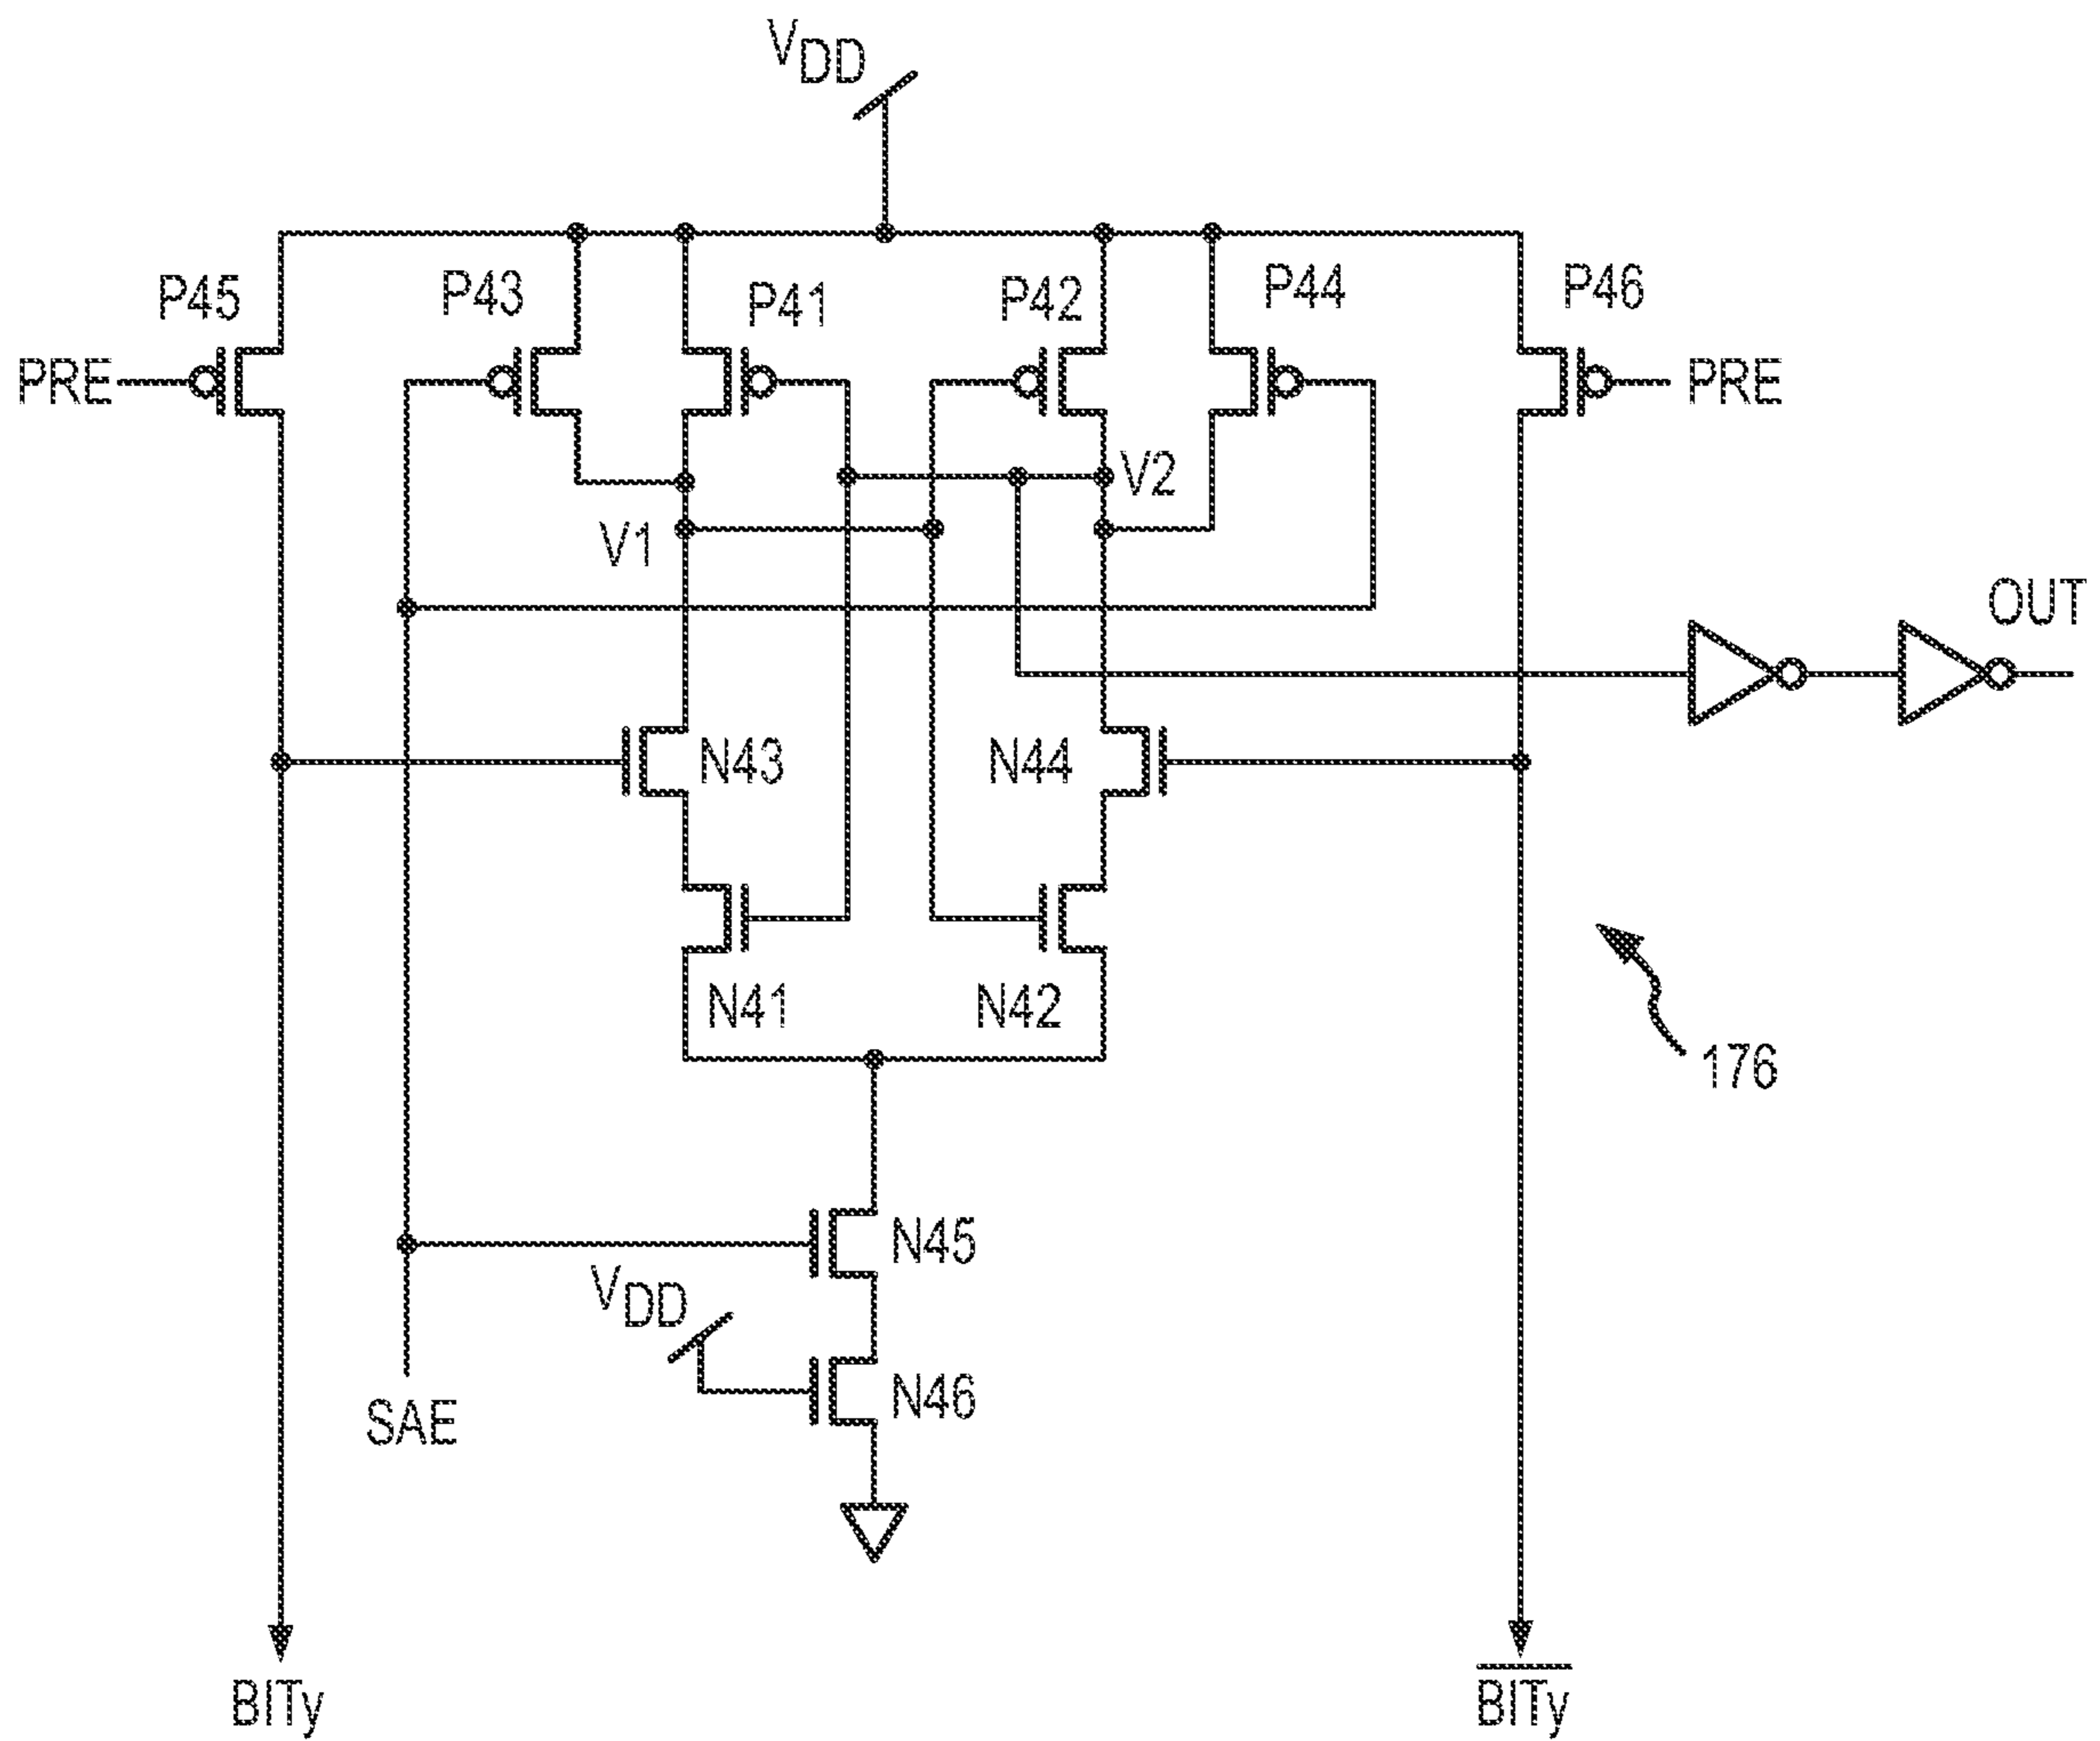 VDD
P45
P43
P41
P42
P44
P46
PRE
PRE
V2
V1
OUT
N43
N44
N41
N42
176
N45
VDD
N46
SAE
BITy
B̅I̅T̅y̅